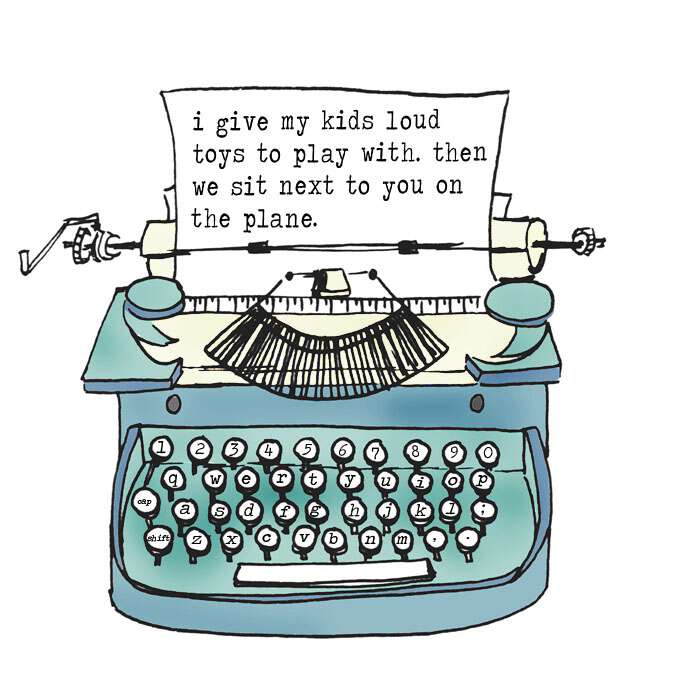 i give my kids loud
toys to play with. then
we sit next to you on
the plane.
1 2 3 4 5 6 7 8 9 0
q w e r t y u i o p
cap a s d f g h j k l ;
shift z x c v b n m , .